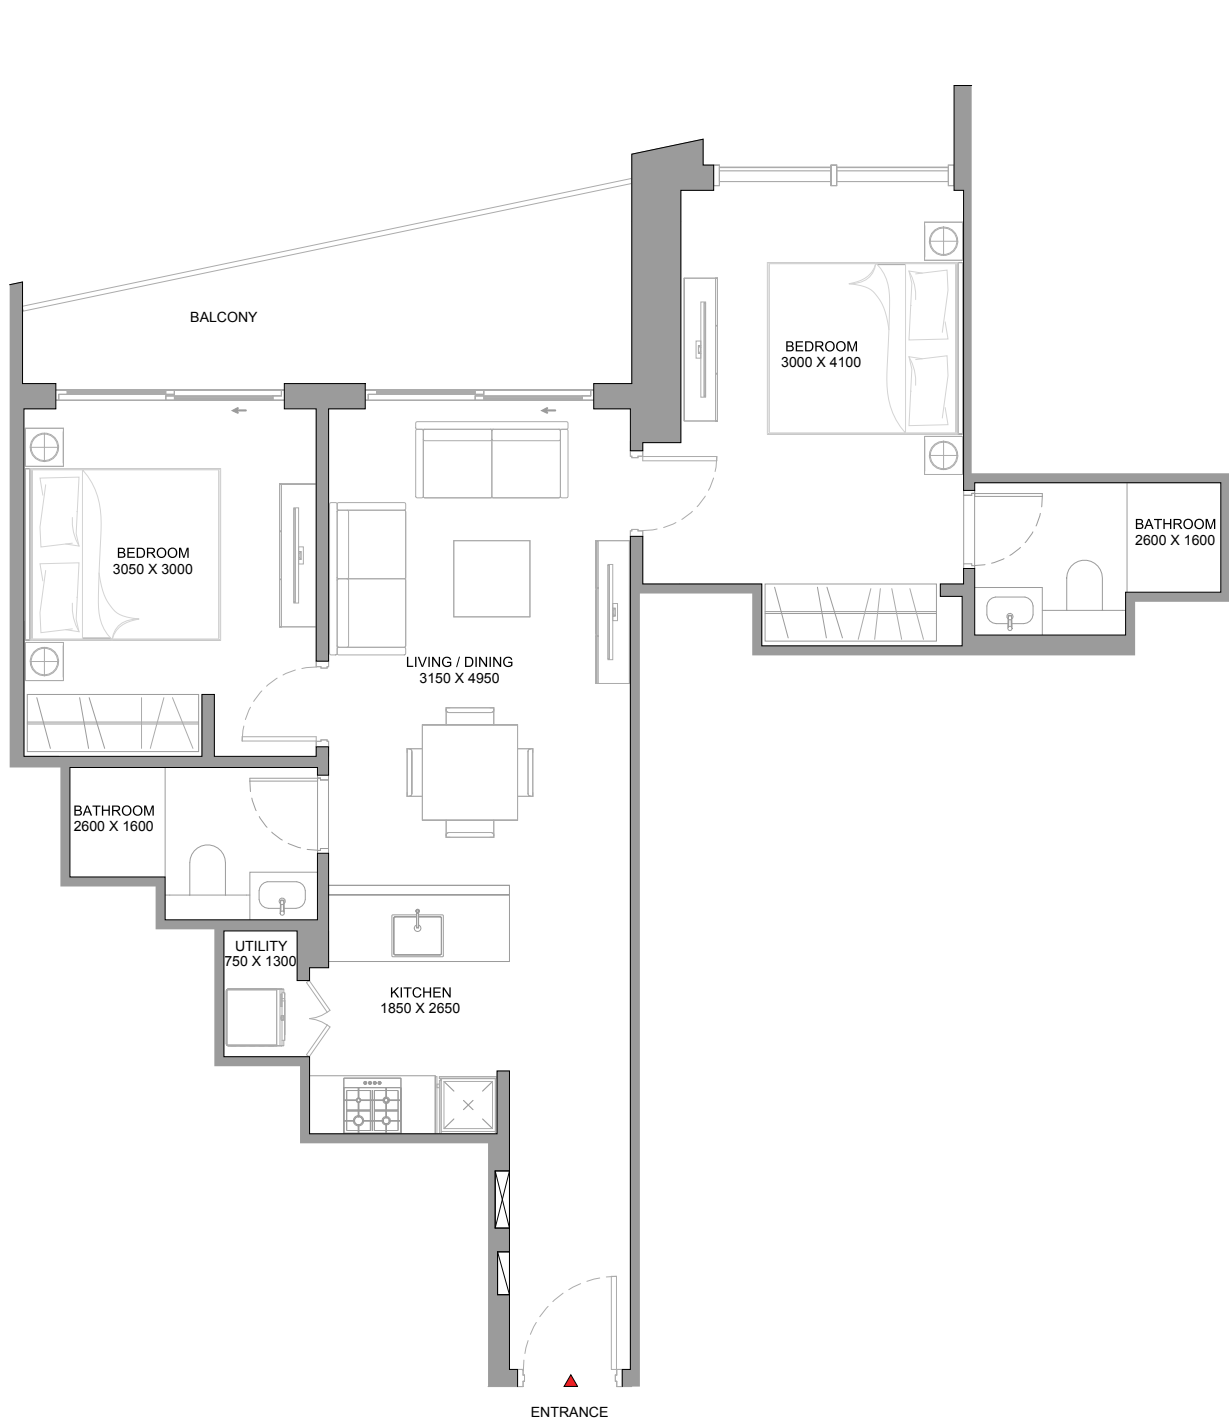 BALCONY
BEDROOM
3000 X 4100
BATHROOM
2600 X 1600
BEDROOM
3050 X 3000
LIVING / DINING
3150 X 4950
BATHROOM
2600 X 1600
UTILITY
750 X 1300
KITCHEN
1850 X 2650
ENTRANCE